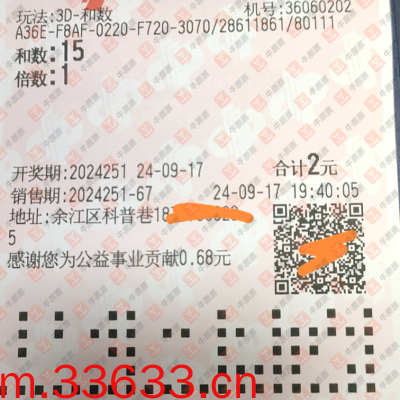 玩法:3D-和数 机号:36060202
A36E-F8AF-0220-F720-3070/28611861/80111
和数:15
倍数:1
开奖期:2024251 24-09-17 合计2元
销售期:2024251-67 24-09-17 19:40:05
地址:余江区科普巷18
5
感谢您为公益事业贡献0.68元
m.33633.cn